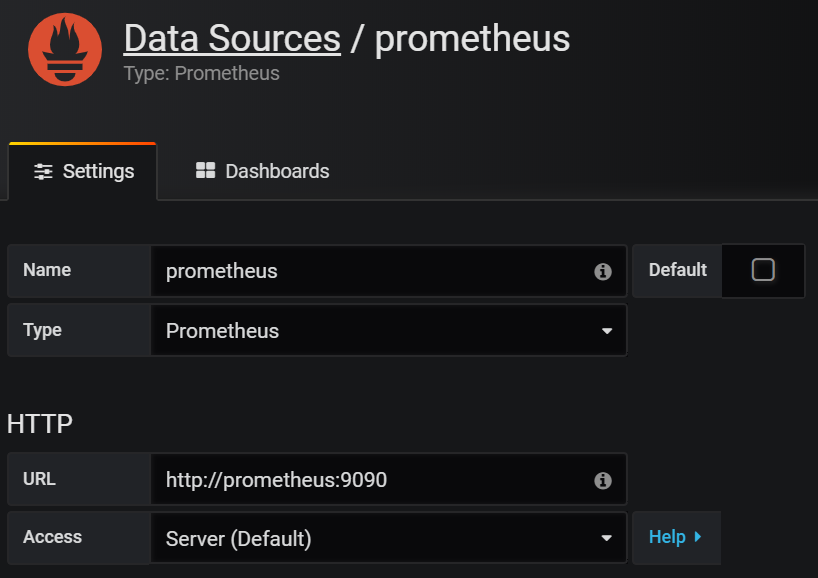 Data Sources / prometheus
Type: Prometheus
Settings Dashboards
Name prometheus Default
Type Prometheus
HTTP
URL http://prometheus:9090
Access Server (Default) Help